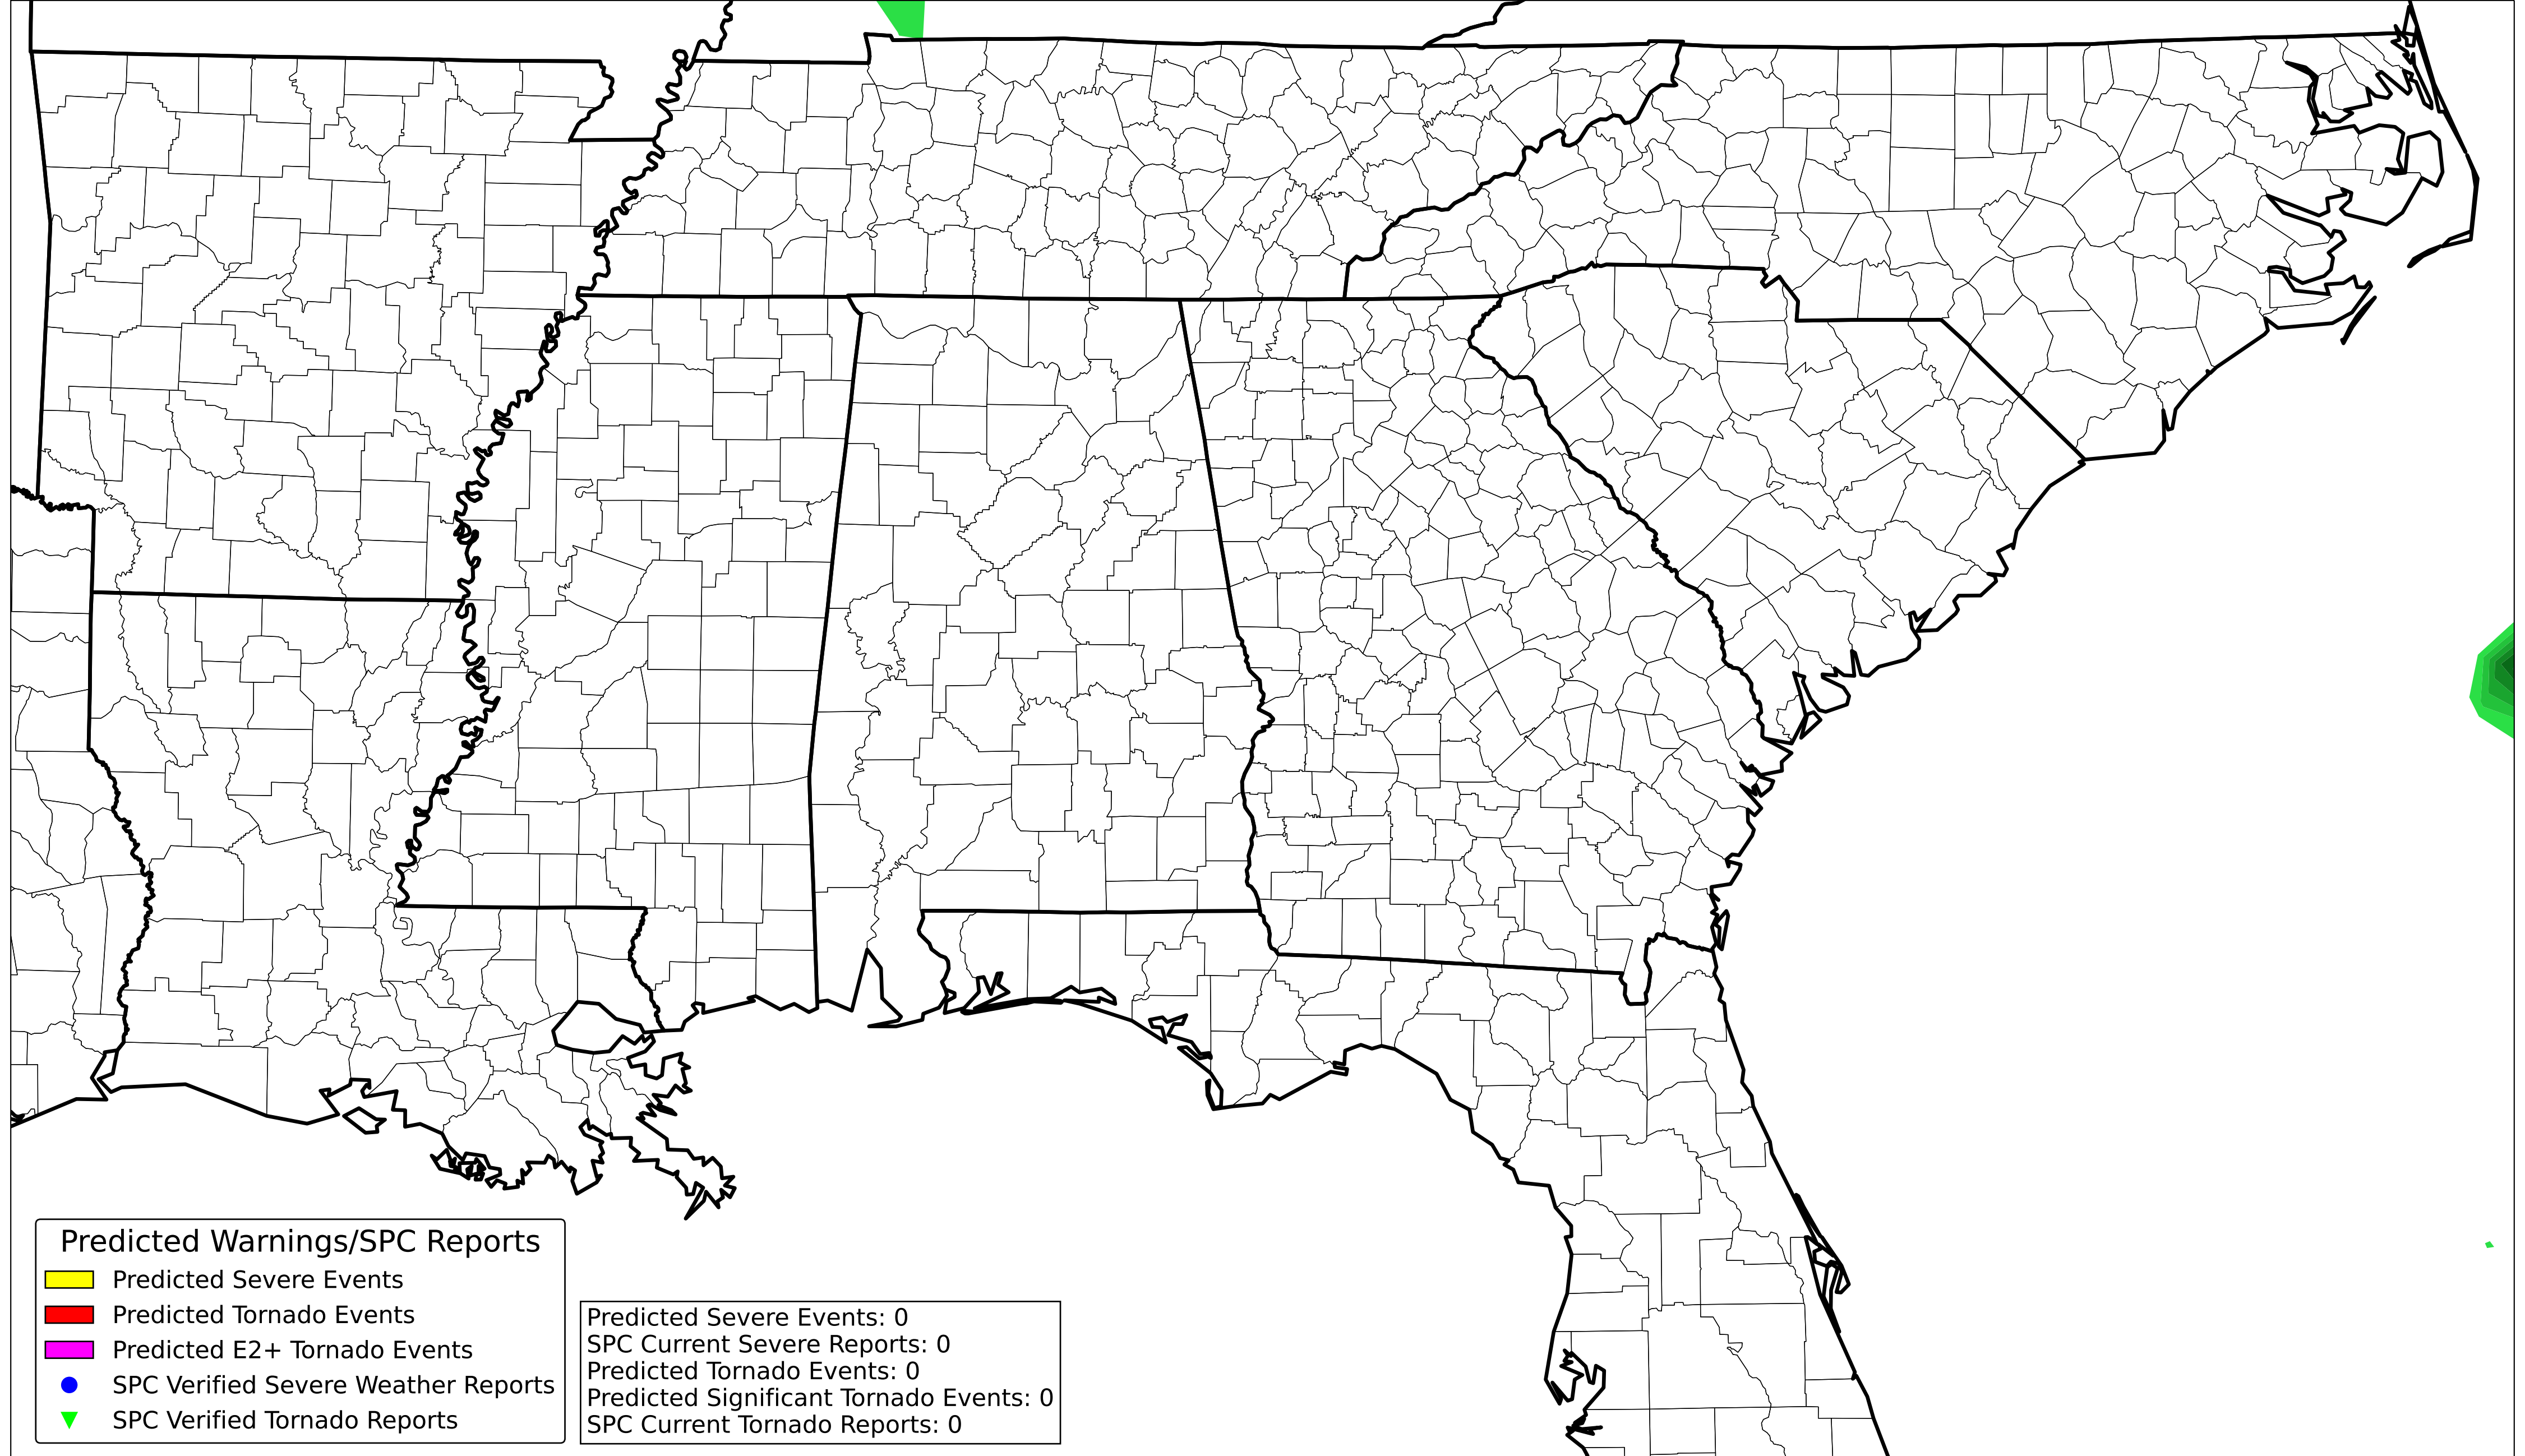 Predicted Warnings/SPC Reports
Predicted Severe Events
Predicted Tornado Events
Predicted E2+ Tornado Events
SPC Verified Severe Weather Reports
SPC Verified Tornado Reports
Predicted Severe Events: 0
SPC Current Severe Reports: 0
Predicted Tornado Events: 0
Predicted Significant Tornado Events: 0
SPC Current Tornado Reports: 0